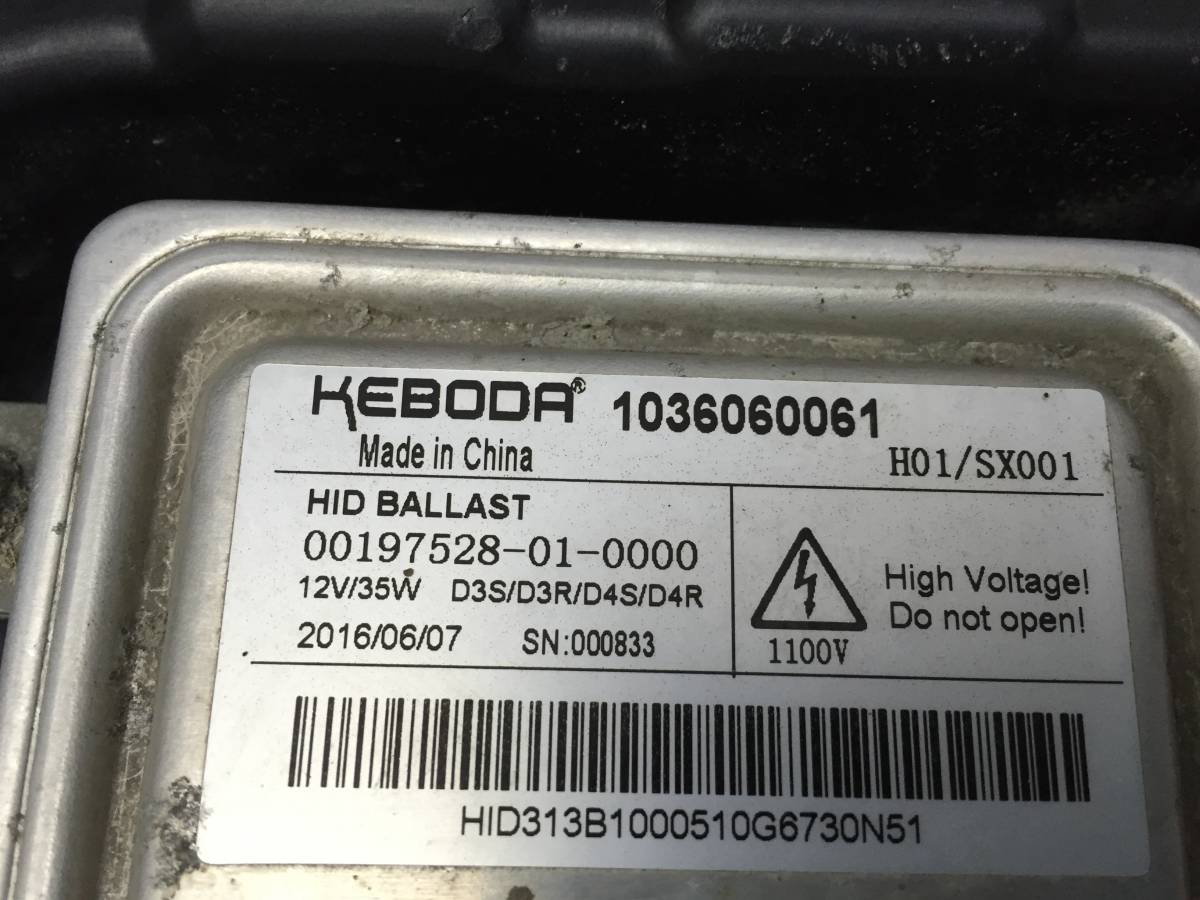 KEBODA® 1036060061
Made in China H01/SX001
HID BALLAST
00197528-01-0000
12V/35W D3S/D3R/D4S/D4R
2016/06/07 SN:000833
High Voltage!
Do not open!
1100V
HID313B1000510G6730N51